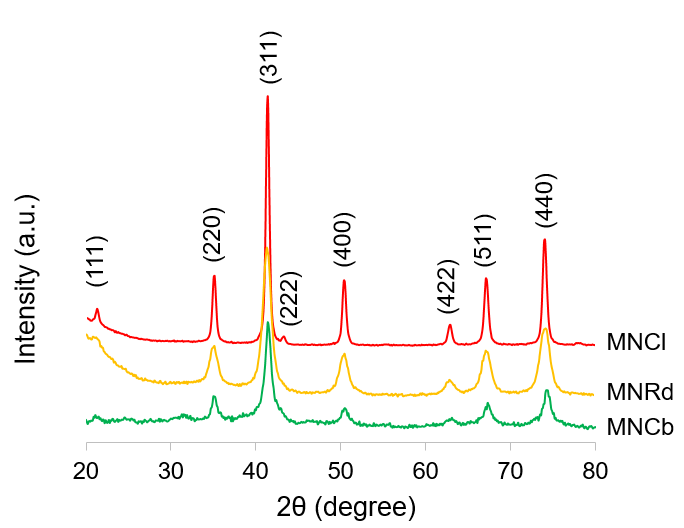 (311)
(440)
(220)
(400)
(511)
(111)
(222)
(422)
Intensity (a.u.)
MNCl
MNRd
MNCb
20 30 40 50 60 70 80
2θ (degree)